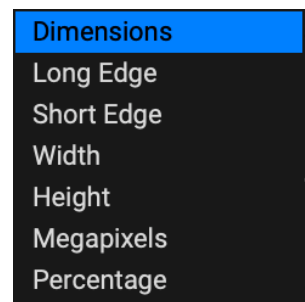 Dimensions
Long Edge
Short Edge
Width
Height
Megapixels
Percentage